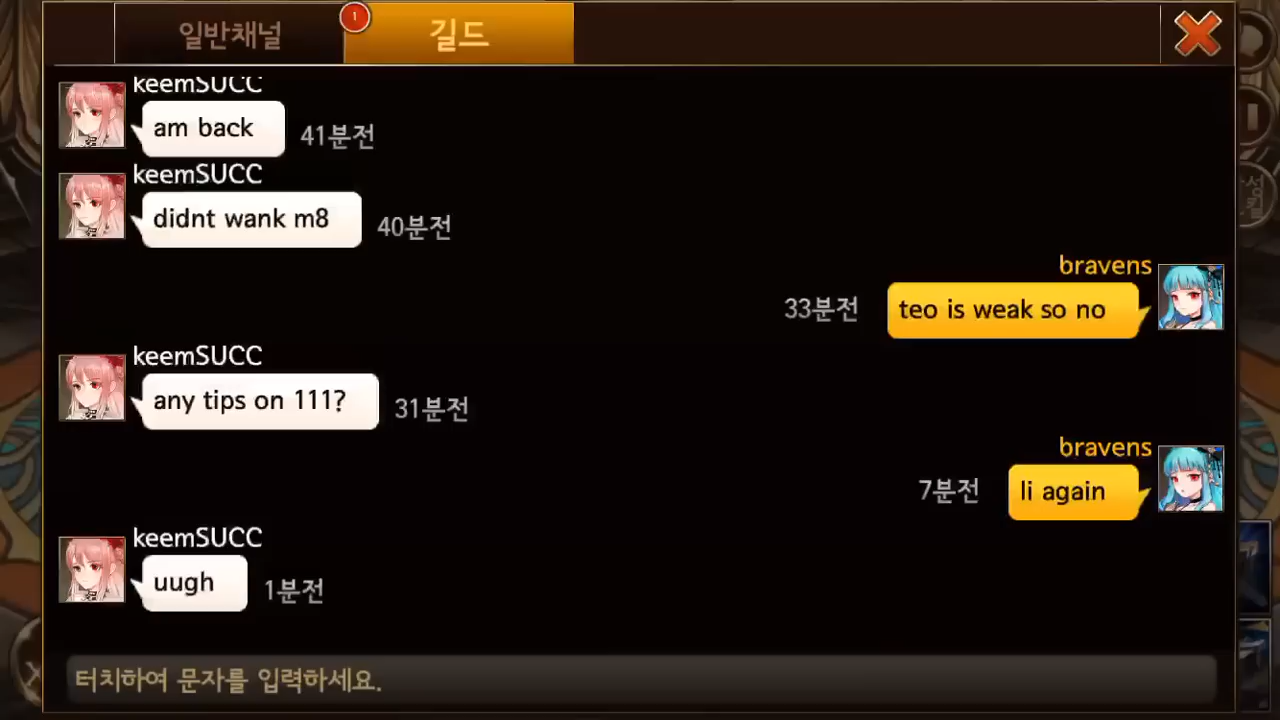 일반채널
1
길드
keemSUCC
am back
41분전
keemSUCC
didnt wank m8
40분전
bravens
33분전
teo is weak so no
keemSUCC
any tips on 111?
31분전
bravens
7분전
li again
keemSUCC
uugh
1분전
터치하여 문자를 입력하세요.